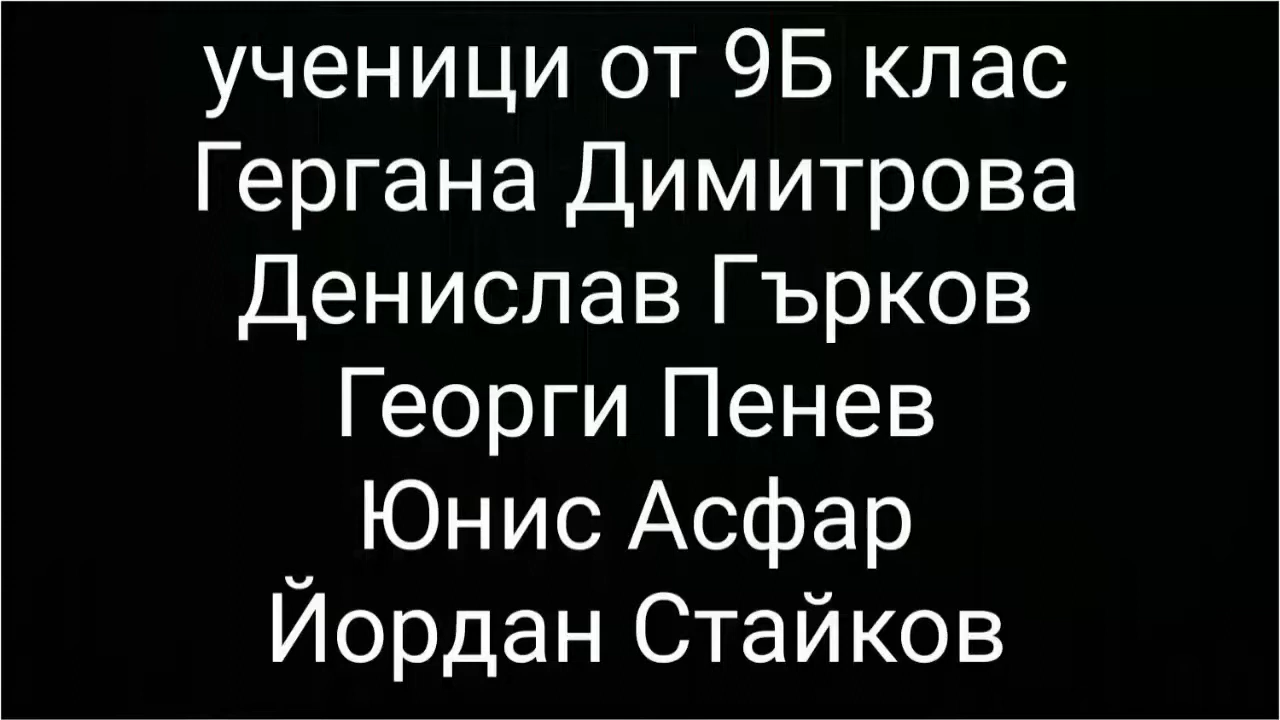 ученици от 9Б клас
Гергана Димитрова
Денислав Гърков
Георги Пенев
Юнис Асфар
Йордан Стайков